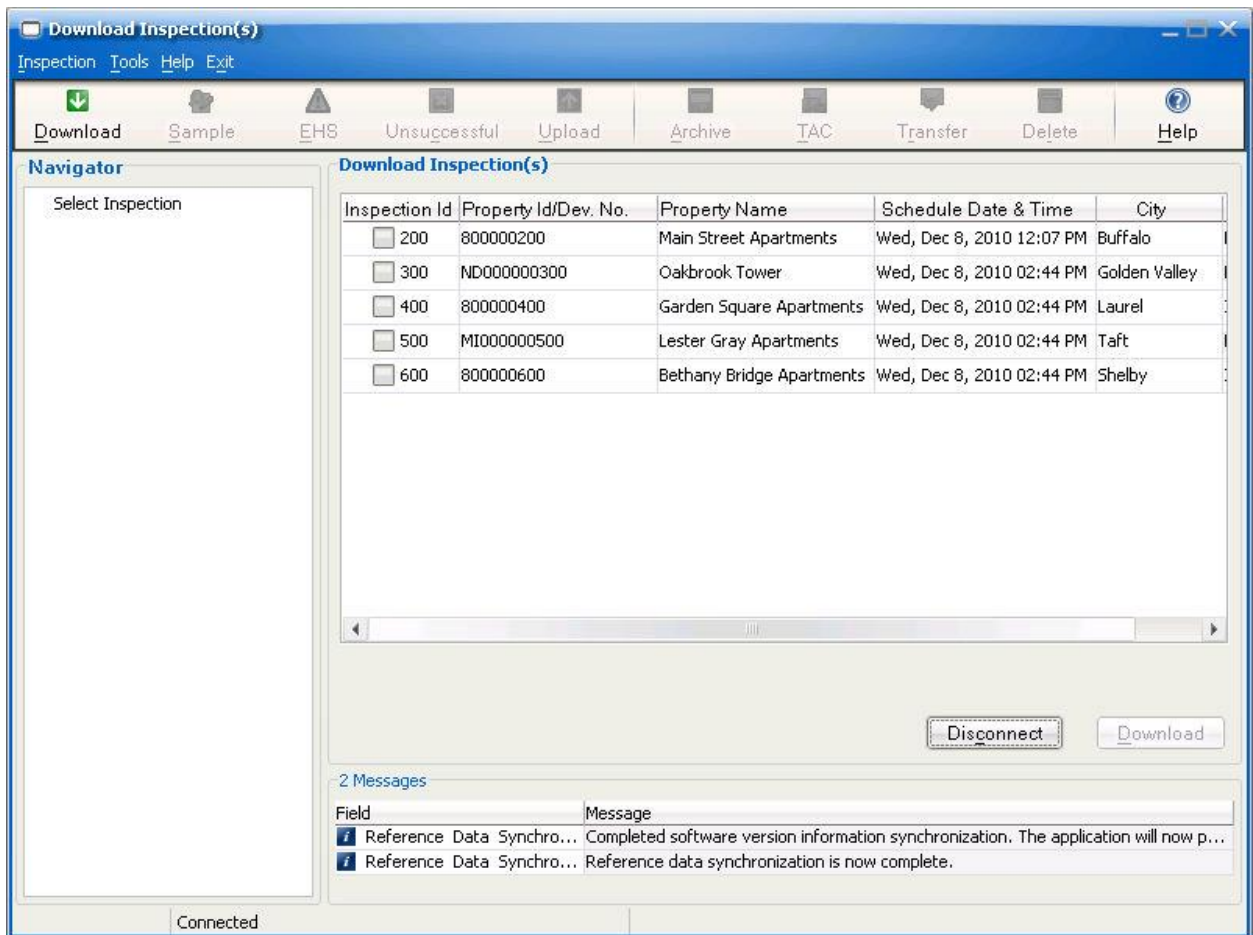 Download Inspection(s)
Inspection Tools Help Exit
Download Sample EHS Unsuccessful Upload Archive TAC Transfer Delete Help
Navigator
Select Inspection
Download Inspection(s)
Inspection Id Property Id/Dev. No. Property Name Schedule Date & Time City
200 800000200 Main Street Apartments Wed, Dec 8, 2010 12:07 PM Buffalo
300 ND000000300 Oakbrook Tower Wed, Dec 8, 2010 02:44 PM Golden Valley
400 800000400 Garden Square Apartments Wed, Dec 8, 2010 02:44 PM Laurel
500 MI000000500 Lester Gray Apartments Wed, Dec 8, 2010 02:44 PM Taft
600 800000600 Bethany Bridge Apartments Wed, Dec 8, 2010 02:44 PM Shelby
Disconnect Download
2 Messages
Field Message
Reference Data Synchro... Completed software version information synchronization. The application will now p...
Reference Data Synchro... Reference data synchronization is now complete.
Connected